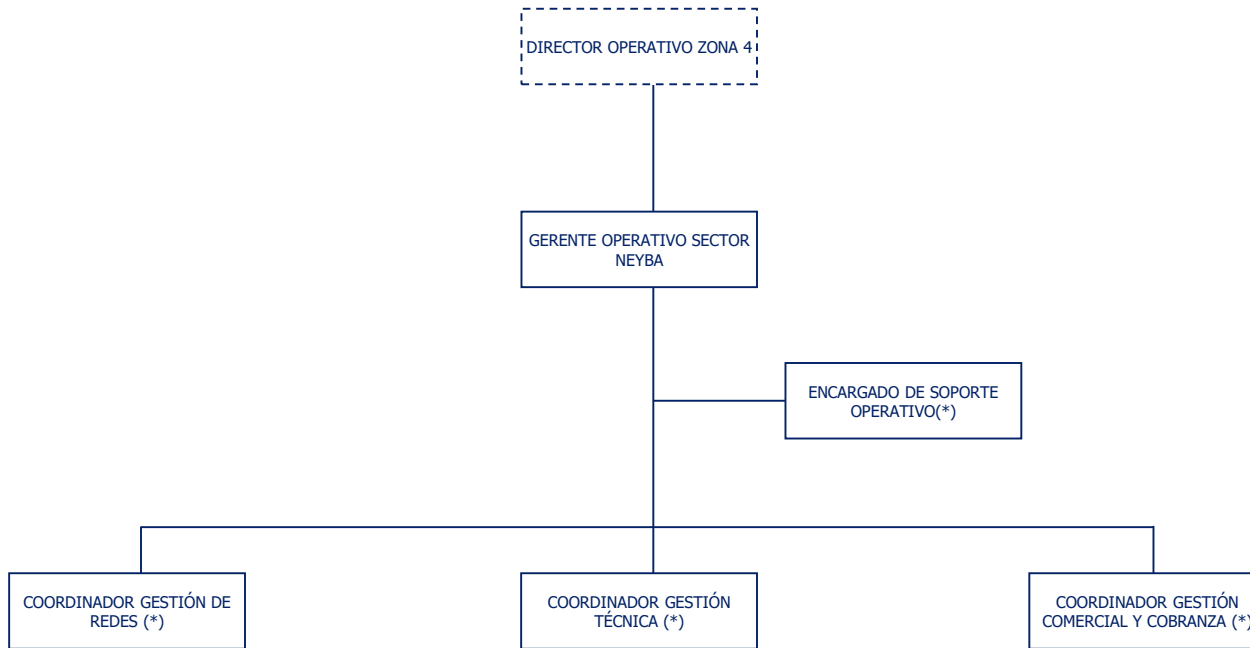 DIRECTOR OPERATIVO ZONA 4
GERENTE OPERATIVO SECTOR
NEYBA
ENCARGADO DE SOPORTE
OPERATIVO(*)
COORDINADOR GESTIÓN DE
REDES (*)
COORDINADOR GESTIÓN
TÉCNICA (*)
COORDINADOR GESTIÓN
COMERCIAL Y COBRANZA (*)